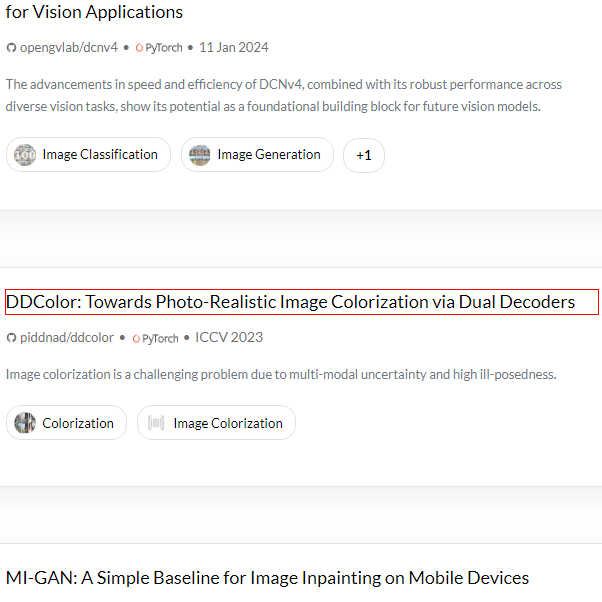 for Vision Applications
opengvlab/dcnv4 • PyTorch • 11 Jan 2024
The advancements in speed and efficiency of DCNv4, combined with its robust performance across
diverse vision tasks, show its potential as a foundational building block for future vision models.
Image Classification Image Generation +1
DDColor: Towards Photo-Realistic Image Colorization via Dual Decoders
piddnad/ddcolor • PyTorch • ICCV 2023
Image colorization is a challenging problem due to multi-modal uncertainty and high ill-posedness.
Colorization Image Colorization
MI-GAN: A Simple Baseline for Image Inpainting on Mobile Devices